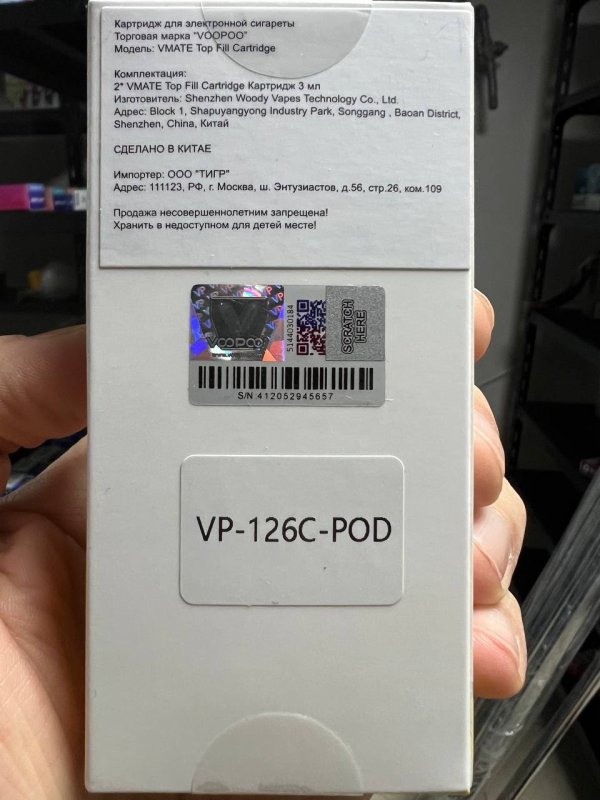 Картридж для электронной сигареты
Торговая марка "VOOPOO"
Модель: VMATE Top Fill Cartridge
Комплектация:
2" VMATE Top Fill Cartridge Картридж 3 мл
Изготовитель: Shenzhen Woody Vapes Technology Co., Ltd.
Адрес: Block 1, Shapuyangyong Industry Park, Songgang , Baoan District,
Shenzhen, China, Китай
СДЕЛАНО В КИТАЕ
Импортер: ООО "ТИГР"
Адрес: 111123, РФ, г. Москва, ш. Энтузиастов, д.56, стр.26, ком.109
Продажа несовершеннолетним запрещена!
Хранить в недоступном для детей месте!
VOOPOO
5144030184
SCRATCH
HERE
S/N 412052945657
VP-126C-POD